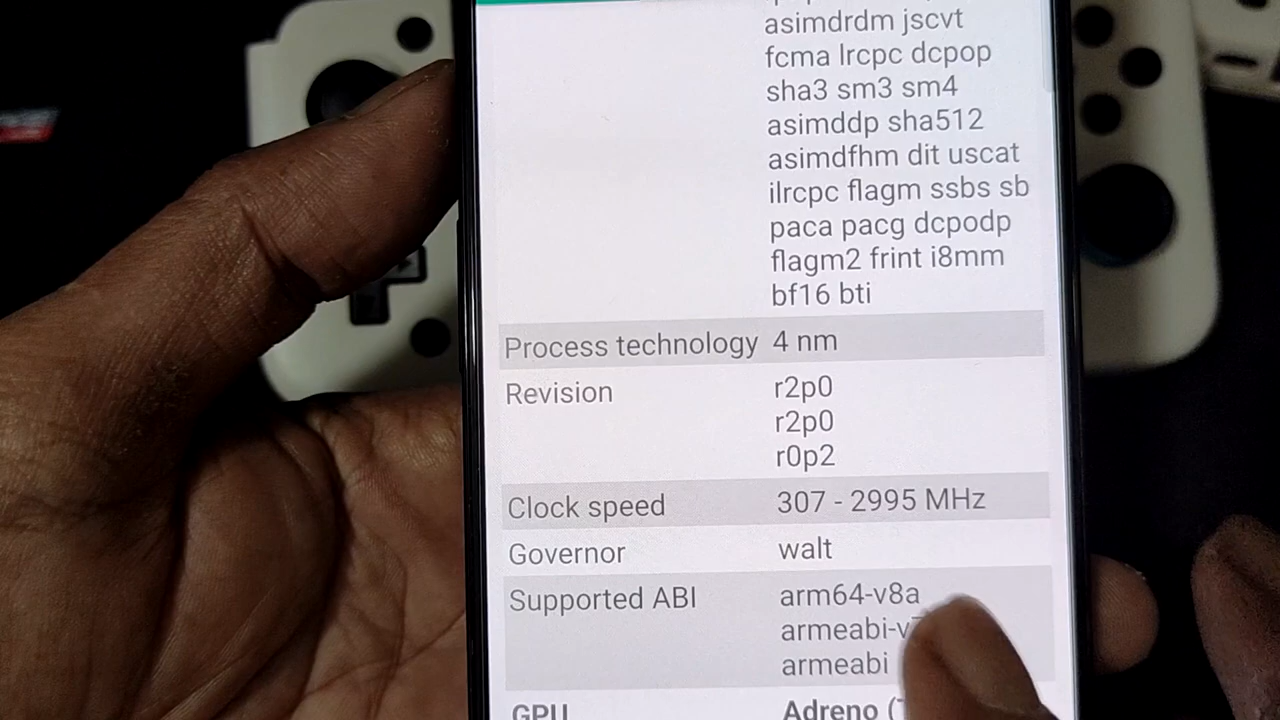 asimdrdm jscvt
fcma lrcpc dcpop
sha3 sm3 sm4
asimddp sha512
asimdfhm dit uscat
ilrcpc flagm ssbs sb
paca pacg dcpodp
flagm2 frint i8mm
bf16 bti
Process technology 4 nm
Revision r2p0
r2p0
r0p2
Clock speed 307 - 2995 MHz
Governor walt
Supported ABI arm64-v8a
armeabi
GPU Adreno